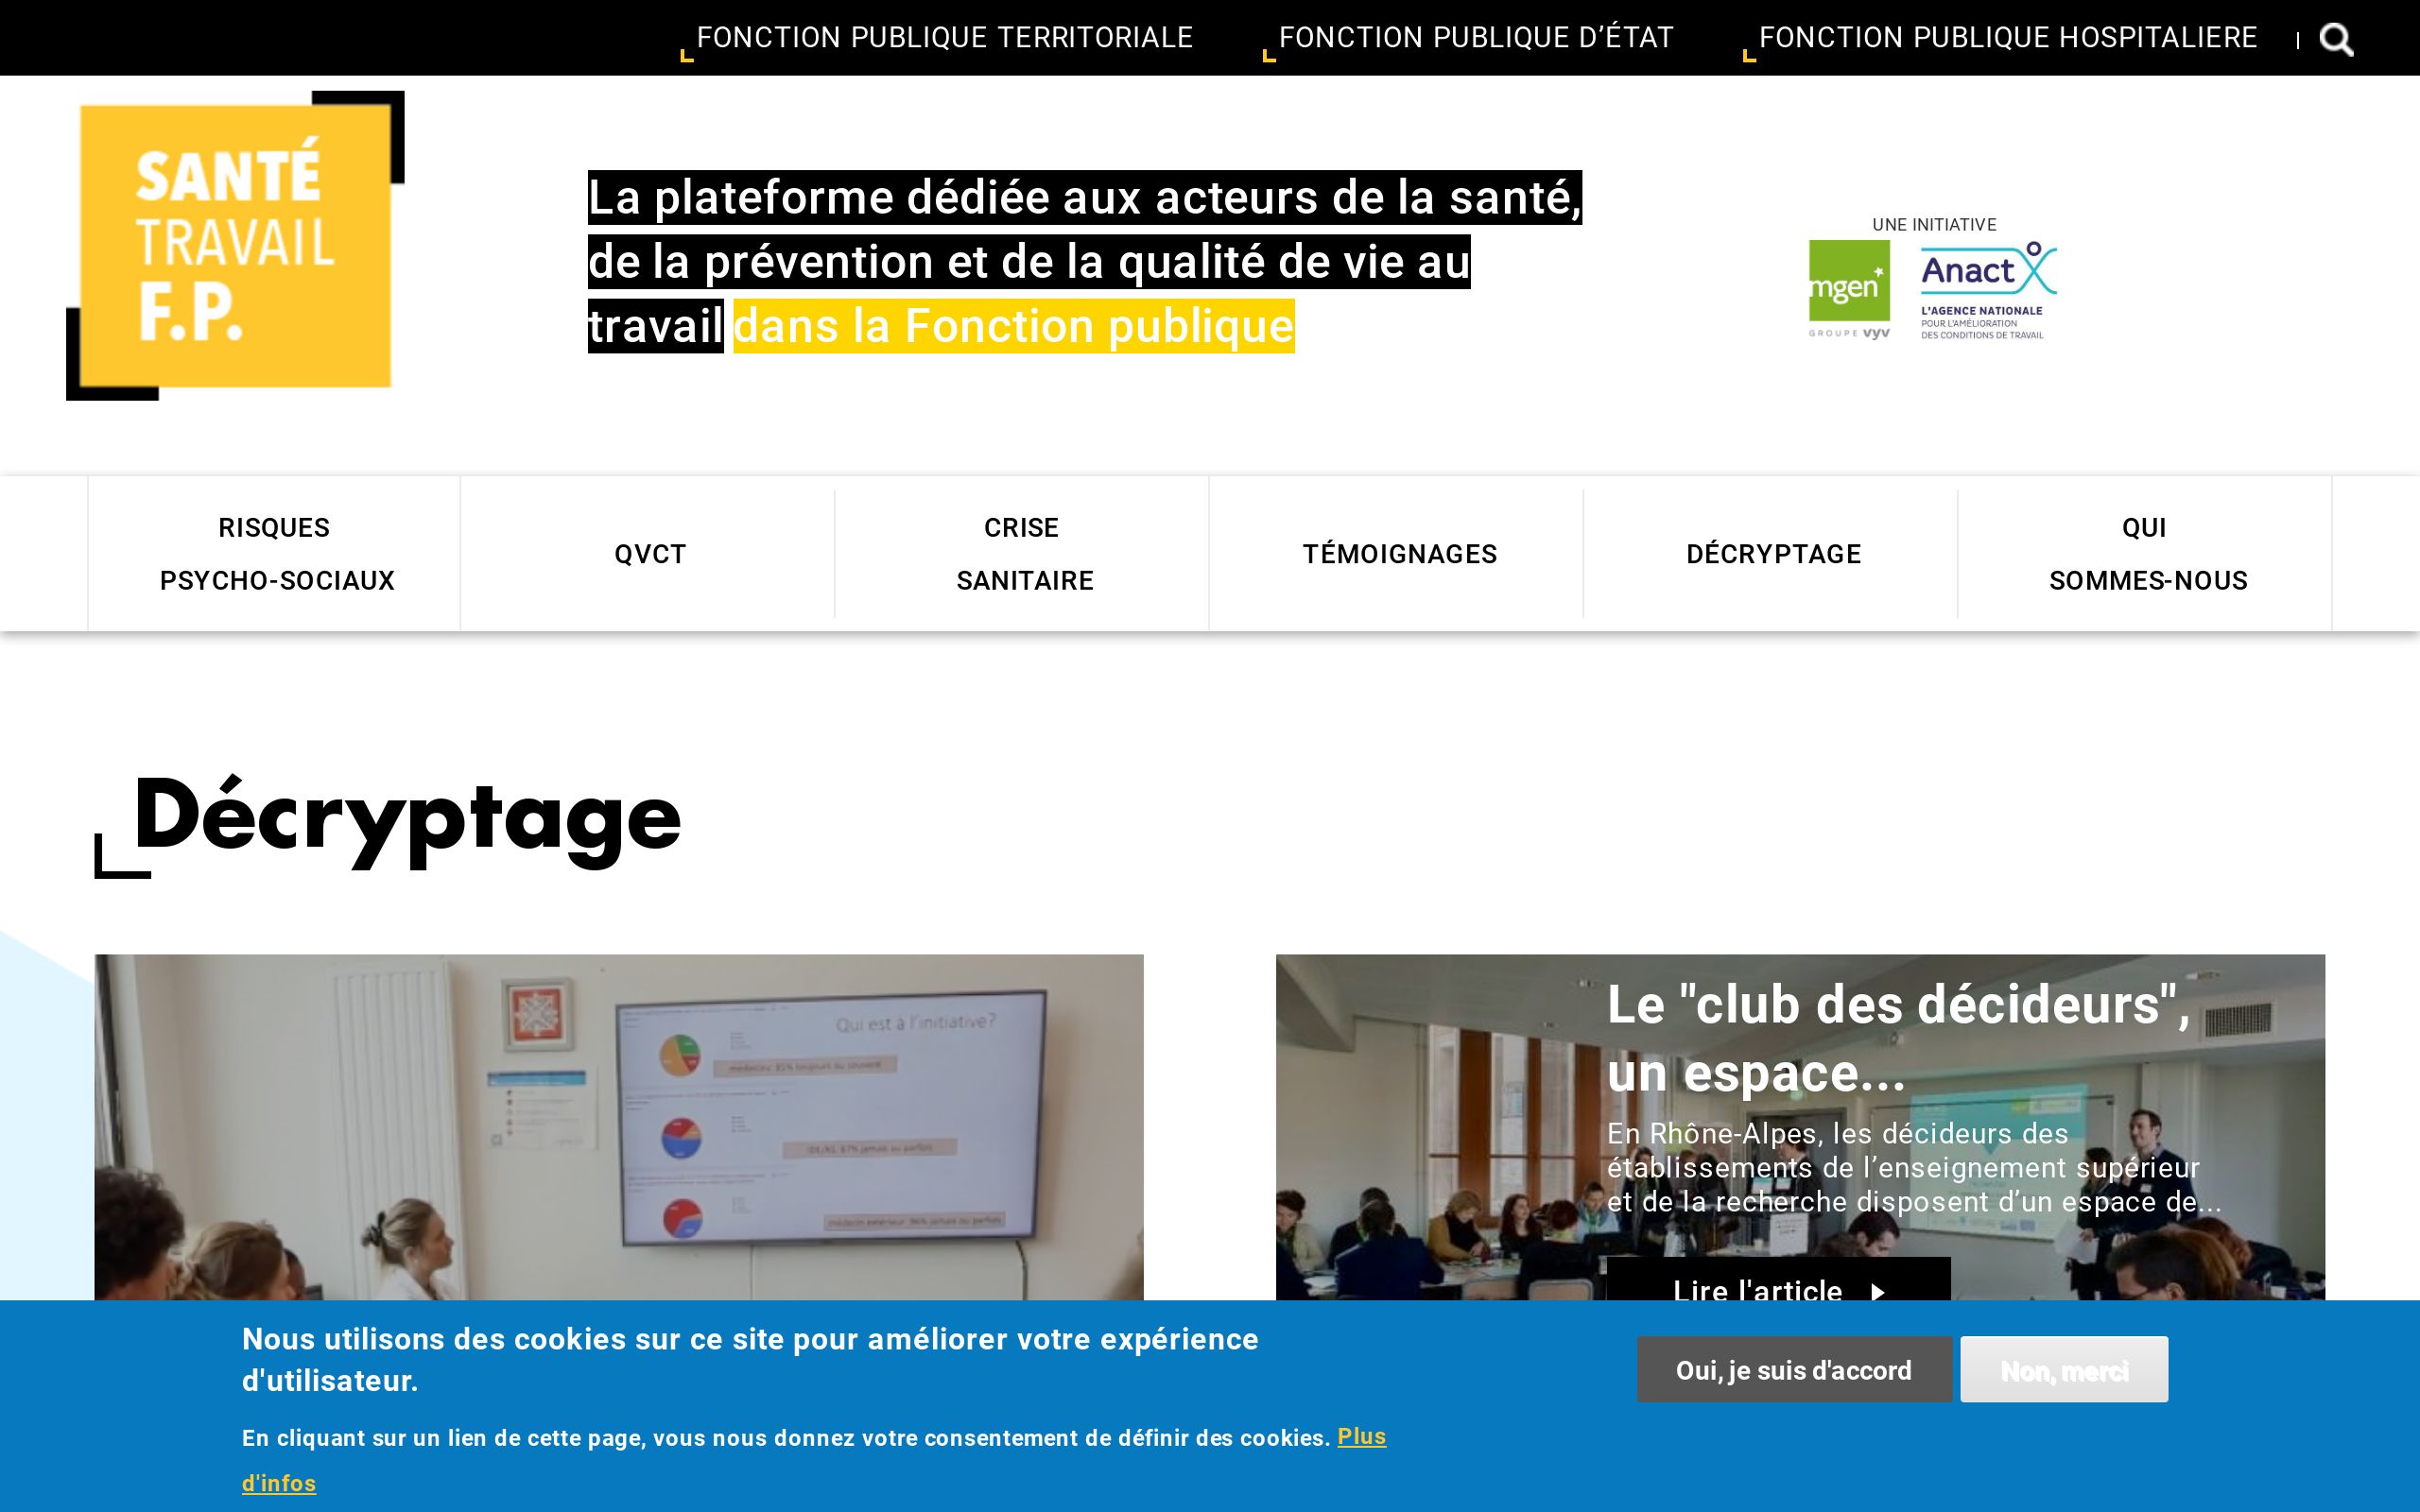 FONCTION PUBLIQUE TERRITORIALE
FONCTION PUBLIQUE D’ÉTAT
FONCTION PUBLIQUE HOSPITALIERE
SANTÉ
TRAVAIL
F.P.
La plateforme dédiée aux acteurs de la santé,
de la prévention et de la qualité de vie au
travail dans la Fonction publique
UNE INITIATIVE
mgen
GROUPE vyv
Anact
L'AGENCE NATIONALE
POUR L'AMÉLIORATION
DES CONDITIONS DE TRAVAIL
RISQUES
PSYCHO-SOCIAUX
QVCT
CRISE
SANITAIRE
TÉMOIGNAGES
DÉCRYPTAGE
QUI
SOMMES-NOUS
Décryptage
Qui est à l'initiative?
Le "club des décideurs",
un espace...
En Rhône-Alpes, les décideurs des
établissements de l’enseignement supérieur
et de la recherche disposent d’un espace de...
Lire l'article
Nous utilisons des cookies sur ce site pour améliorer votre expérience
d'utilisateur.
En cliquant sur un lien de cette page, vous nous donnez votre consentement de définir des cookies. Plus
d'infos
Oui, je suis d'accord
Non, merci